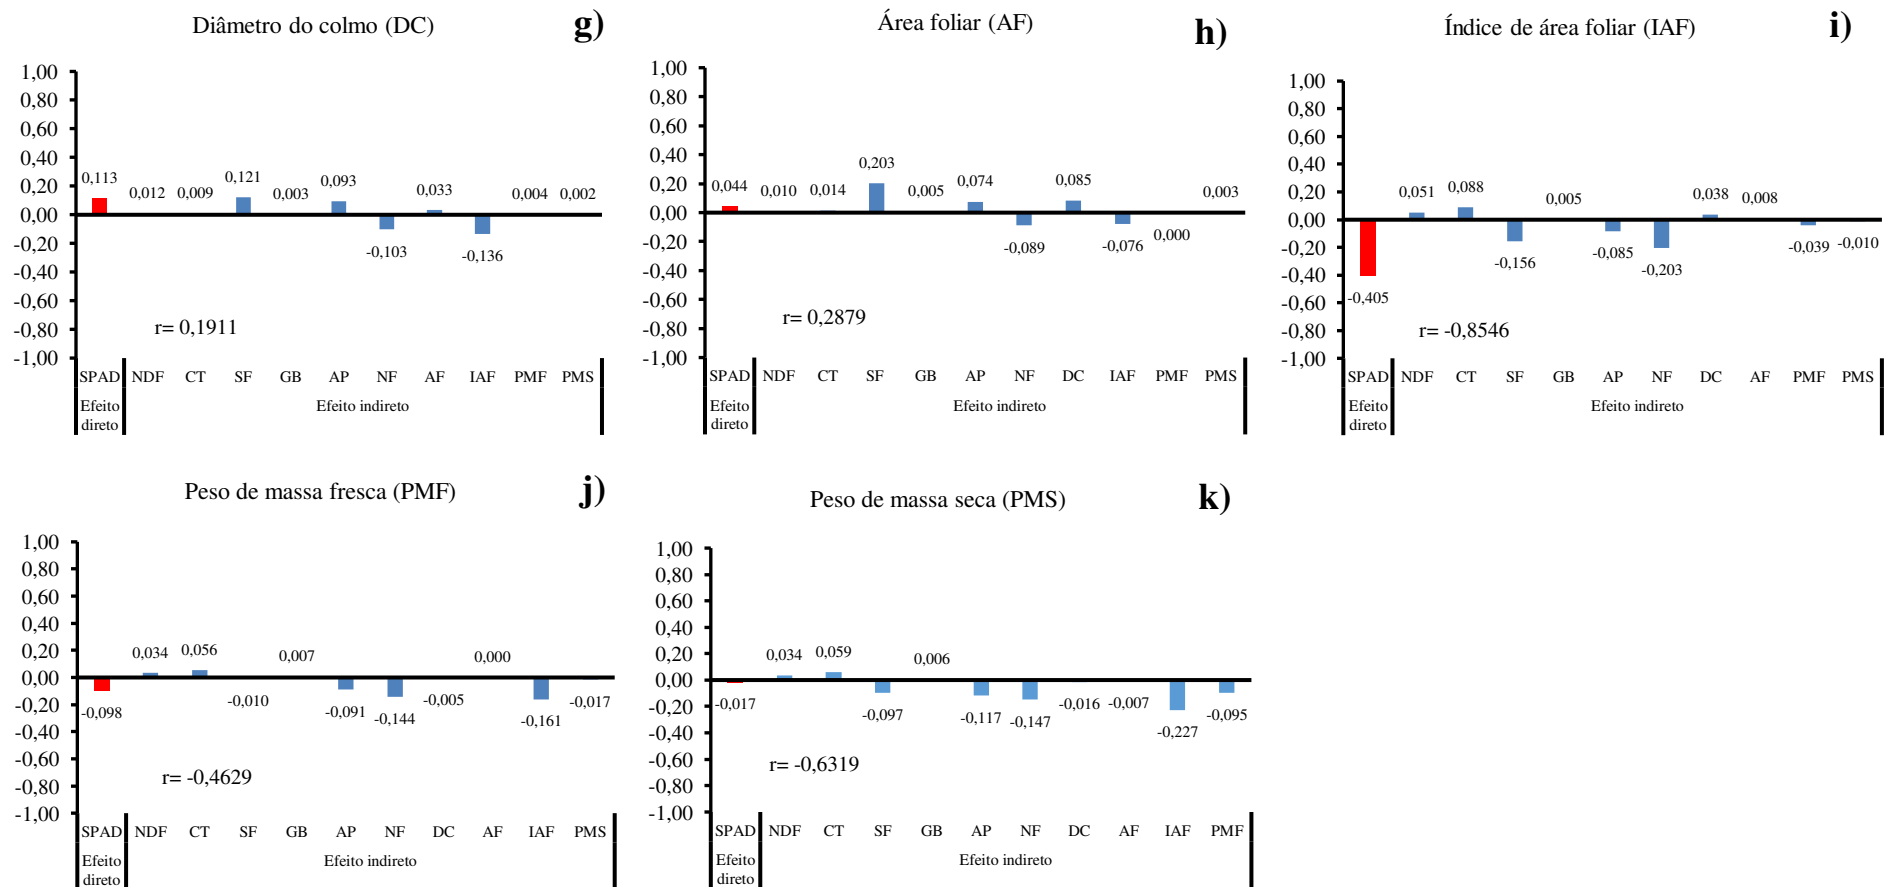 Diâmetro do colmo (DC)
g)
1,00
0,80
0,60
0,40
0,20
0,00
-0,20
-0,40
-0,60
-0,80
-1,00
0,113 0,012 0,009 0,121 0,003 0,093 -0,103 0,033 -0,136 0,004 0,002
r= 0,1911
SPAD NDF CT SF GB AP NF AF IAF PMF PMS
Efeito direto
Efeito indireto
Área foliar (AF)
h)
1,00
0,80
0,60
0,40
0,20
0,00
-0,20
-0,40
-0,60
-0,80
-1,00
0,044 0,010 0,014 0,203 0,005 0,074 -0,089 0,085 -0,076 0,000 0,003
r= 0,2879
SPAD NDF CT SF GB AP NF DC IAF PMF PMS
Efeito direto
Efeito indireto
Índice de área foliar (IAF)
i)
1,00
0,80
0,60
0,40
0,20
0,00
-0,20
-0,40
-0,60
-0,80
-1,00
-0,405 0,051 0,088 -0,156 0,005 -0,085 -0,203 0,038 0,008 -0,039 -0,010
r= -0,8546
SPAD NDF CT SF GB AP NF DC AF PMF PMS
Efeito direto
Efeito indireto
Peso de massa fresca (PMF)
j)
1,00
0,80
0,60
0,40
0,20
0,00
-0,20
-0,40
-0,60
-0,80
-1,00
-0,098 0,034 0,056 -0,010 0,007 -0,091 -0,144 -0,005 0,000 -0,161 -0,017
r= -0,4629
SPAD NDF CT SF GB AP NF DC AF IAF PMS
Efeito direto
Efeito indireto
Peso de massa seca (PMS)
k)
1,00
0,80
0,60
0,40
0,20
0,00
-0,20
-0,40
-0,60
-0,80
-1,00
-0,017 0,034 0,059 -0,097 0,006 -0,117 -0,147 -0,016 -0,007 -0,227 -0,095
r= -0,6319
SPAD NDF CT SF GB AP NF DC AF IAF PMF
Efeito direto
Efeito indireto